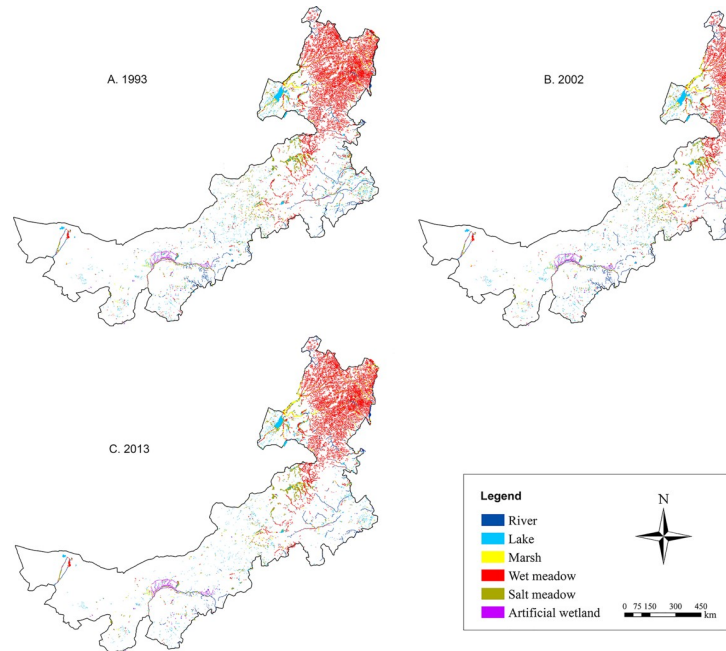 A. 1993
B. 2002
C. 2013
Legend
River
Lake
Marsh
Wet meadow
Salt meadow
Artificial wetland
N
0 75 150 300 450
km